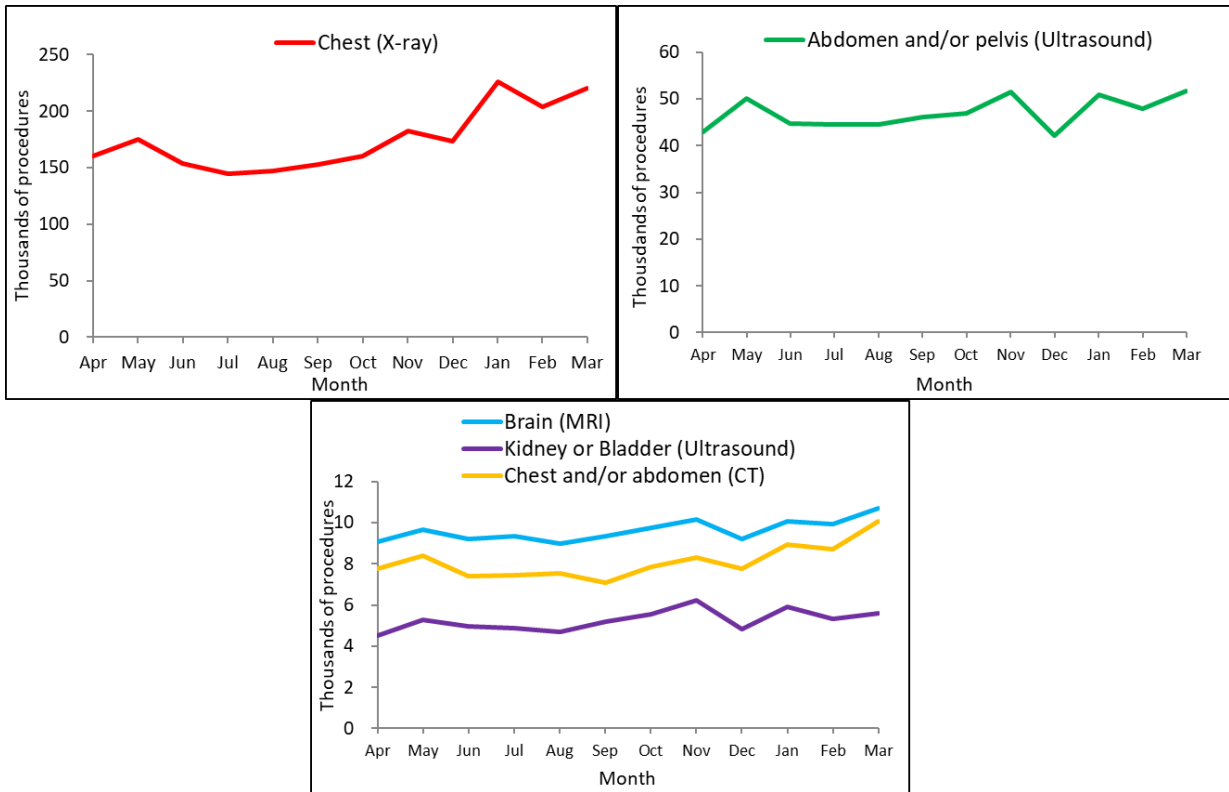 Chest (X-ray)
250
200
150
100
50
0
Thousands of procedures
Apr May Jun Jul Aug Sep Oct Nov Dec Jan Feb Mar
Month
Abdomen and/or pelvis (Ultrasound)
60
50
40
30
20
10
0
Thousdands of procedures
Apr May Jun Jul Aug Sep Oct Nov Dec Jan Feb Mar
Month
Brain (MRI)
Kidney or Bladder (Ultrasound)
Chest and/or abdomen (CT)
12
10
8
6
4
2
0
Thousands of procedures
Apr May Jun Jul Aug Sep Oct Nov Dec Jan Feb Mar
Month